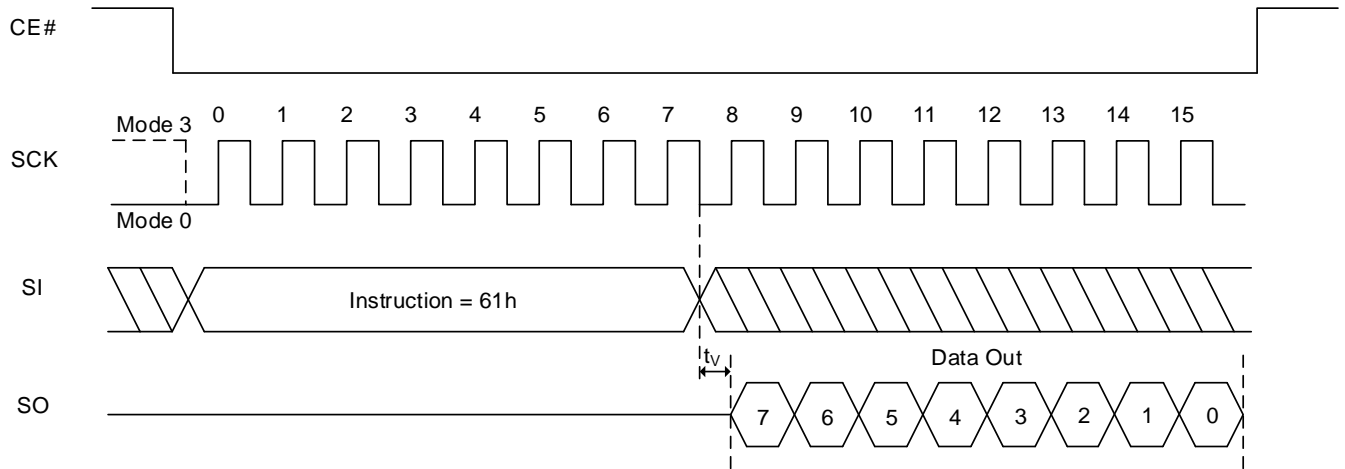 CE#
0 1 2 3 4 5 6 7 8 9 10 11 12 13 14 15
Mode 3
SCK
Mode 0
SI
Instruction = 61h
tV
Data Out
SO
7 6 5 4 3 2 1 0